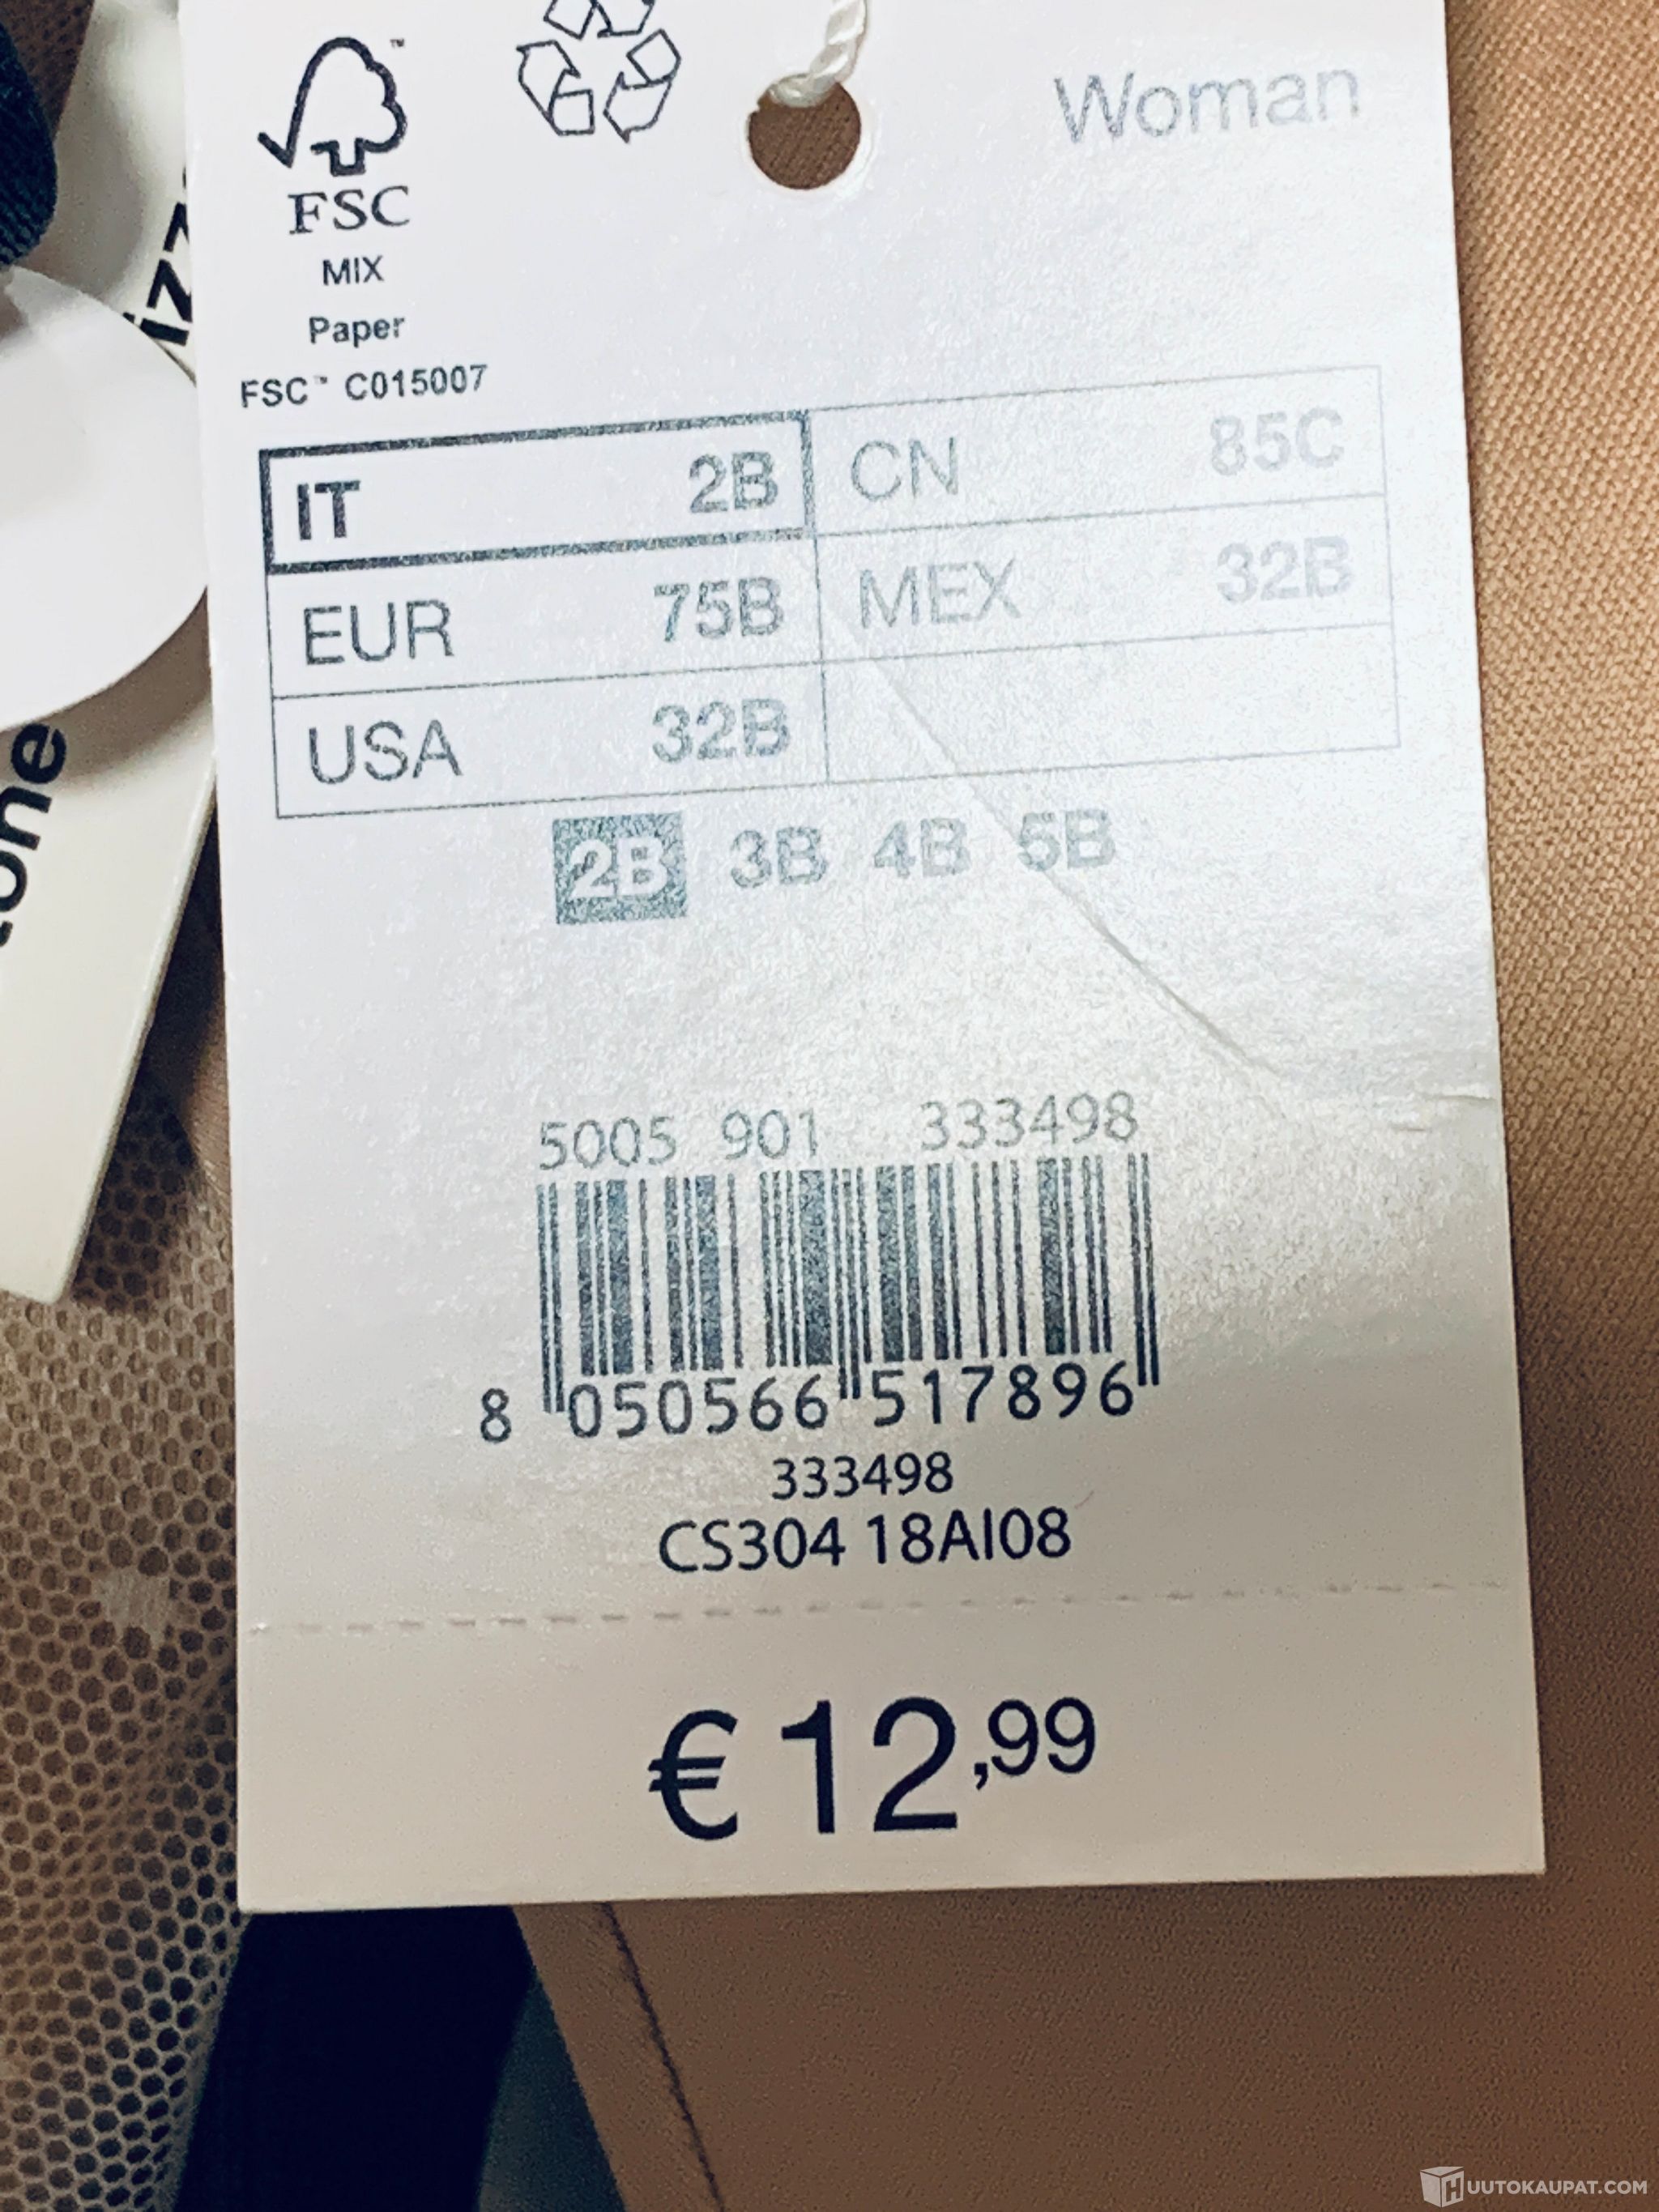 ™
Woman
FSC
MIX
Paper
FSC™ C015007
IT 2B CN 85C
EUR 75B MEX 32B
USA 32B
2B 3B 4B 5B
5005 901 333498
8 050566 517896
333498
CS304 18AI08
€12,99
HUUTOKAUPAT.COM